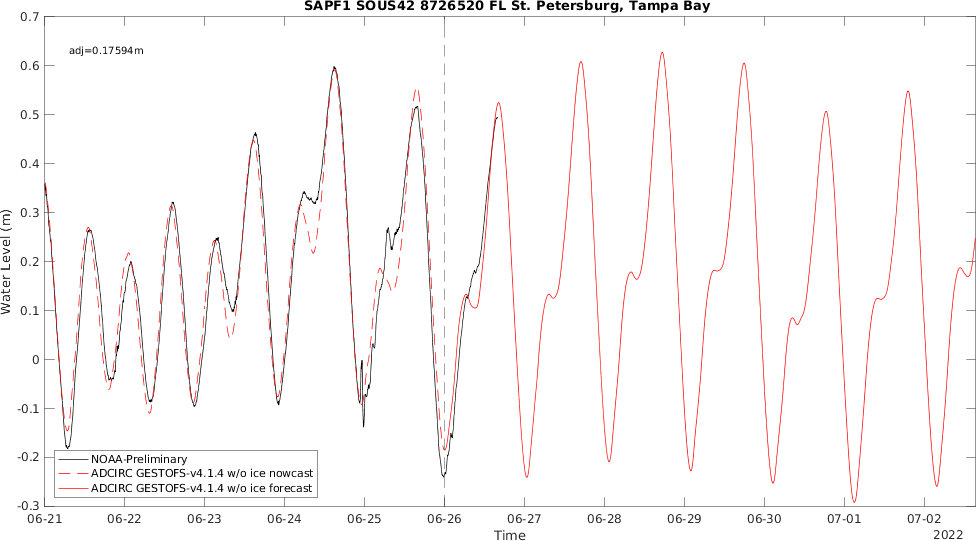 SAPF1 SOUS42 8726520 FL St. Petersburg, Tampa Bay
adj=0.17594m
Water Level (m)
0.7
0.6
0.5
0.4
0.3
0.2
0.1
0
-0.1
-0.2
-0.3
NOAA-Preliminary
ADCIRC GESTOFS-v4.1.4 w/o ice nowcast
ADCIRC GESTOFS-v4.1.4 w/o ice forecast
06-21 06-22 06-23 06-24 06-25 06-26 06-27 06-28 06-29 06-30 07-01 07-02
Time
2022